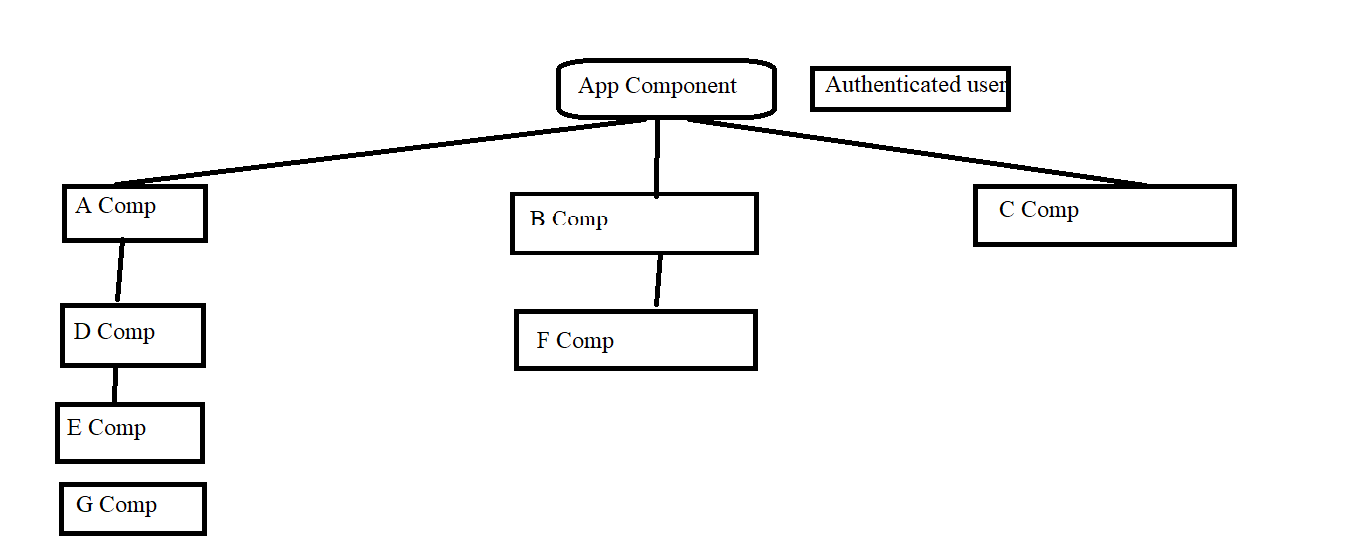 App Component
Authenticated user
A Comp
B Comp
C Comp
D Comp
F Comp
E Comp
G Comp